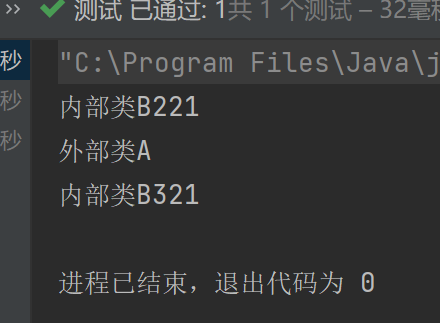 >> 测试 已通过: 1共 1 个测试 – 32毫秒
秒 "C:\Program Files\Java\j
秒 内部类B221
秒 外部类A
内部类B321
进程已结束，退出代码为 0